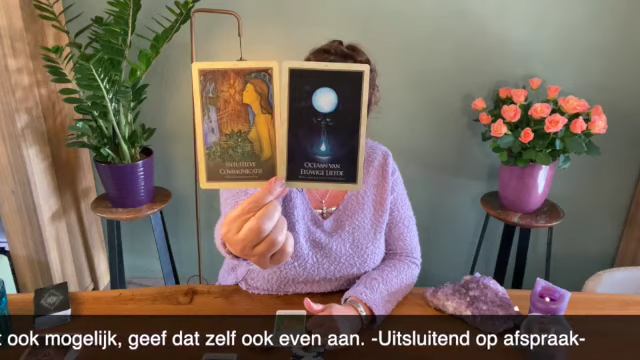 INTUÏTIEVE
COMMUNICATIE
OCEAAN VAN
EEUWIGE LIEFDE
ook mogelijk, geef dat zelf ook even aan. -Uitsluitend op afspraak-